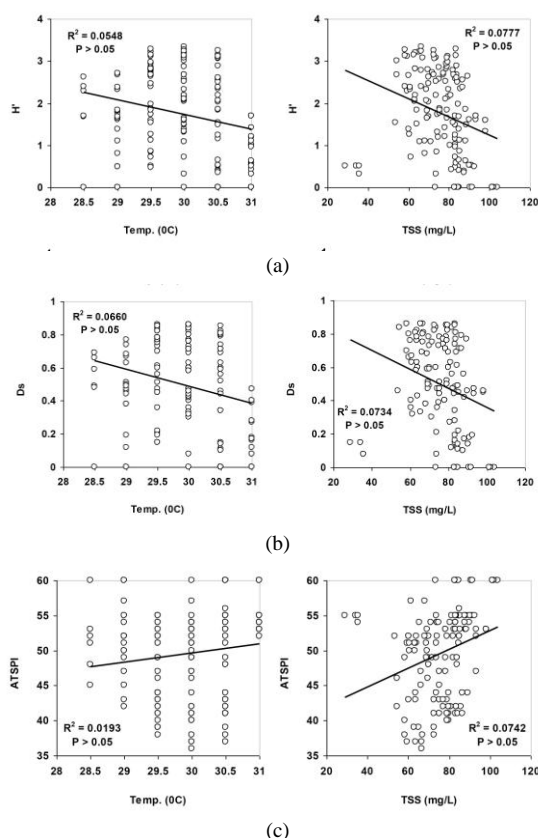 R² = 0.0548
P > 0.05
H'
4
3
2
1
0
28 28.5 29 29.5 30 30.5 31
Temp. (0C)
R² = 0.0777
P > 0.05
H'
4
3
2
1
0
20 40 60 80 100 120
TSS (mg/L)
(a)
R² = 0.0660
P > 0.05
Ds
1
0.8
0.6
0.4
0.2
0
28 28.5 29 29.5 30 30.5 31
Temp. (0C)
R² = 0.0734
P > 0.05
Ds
1
0.8
0.6
0.4
0.2
0
20 40 60 80 100 120
TSS (mg/L)
(b)
R² = 0.0193
P > 0.05
ATSPI
60
55
50
45
40
35
28 28.5 29 29.5 30 30.5 31
Temp. (0C)
R² = 0.0742
P > 0.05
ATSPI
60
55
50
45
40
35
20 40 60 80 100 120
TSS (mg/L)
(c)